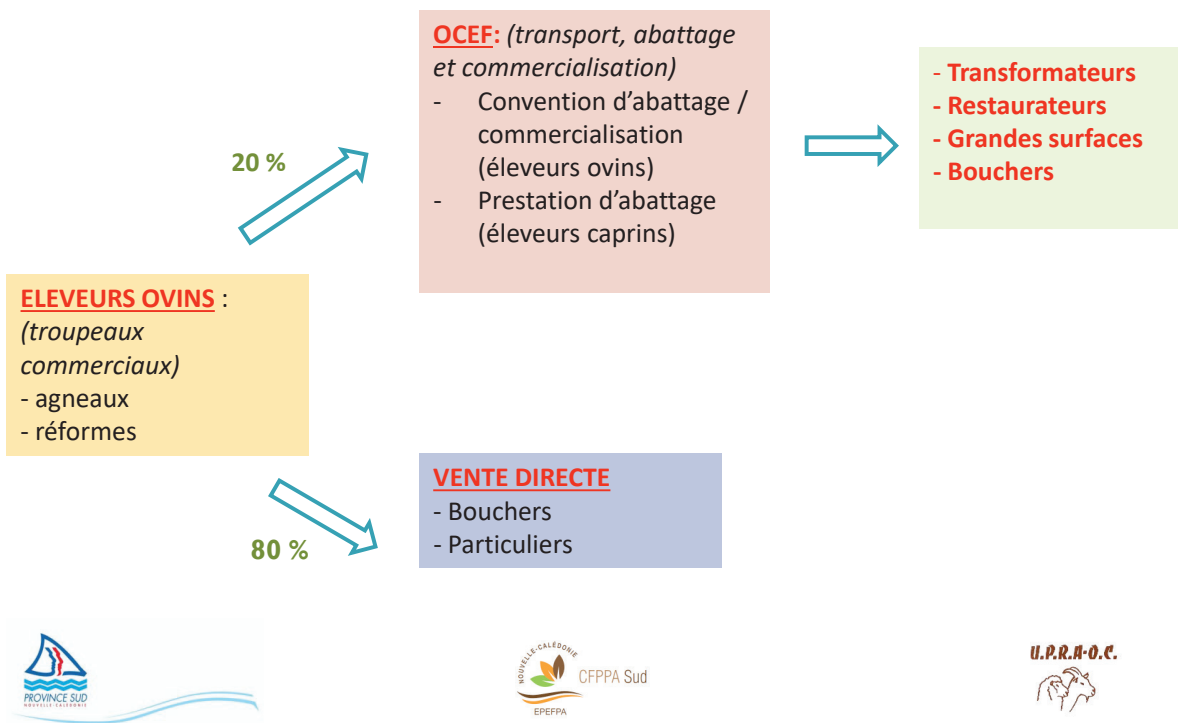 OCEF: (transport, abattage
et commercialisation)
- Convention d'abattage /
commercialisation
(éleveurs ovins)
- Prestation d'abattage
(éleveurs caprins)
- Transformateurs
- Restaurateurs
- Grandes surfaces
- Bouchers
20 %
ELEVEURS OVINS :
(troupeaux
commerciaux)
- agneaux
- réformes
VENTE DIRECTE
- Bouchers
- Particuliers
80 %
PROVINCE SUD
NOUVELLE-CALÉDONIE
NOUVELLE-CALÉDONIE
CFPPA Sud
EPEFPA
U.P.R.A-O.C.